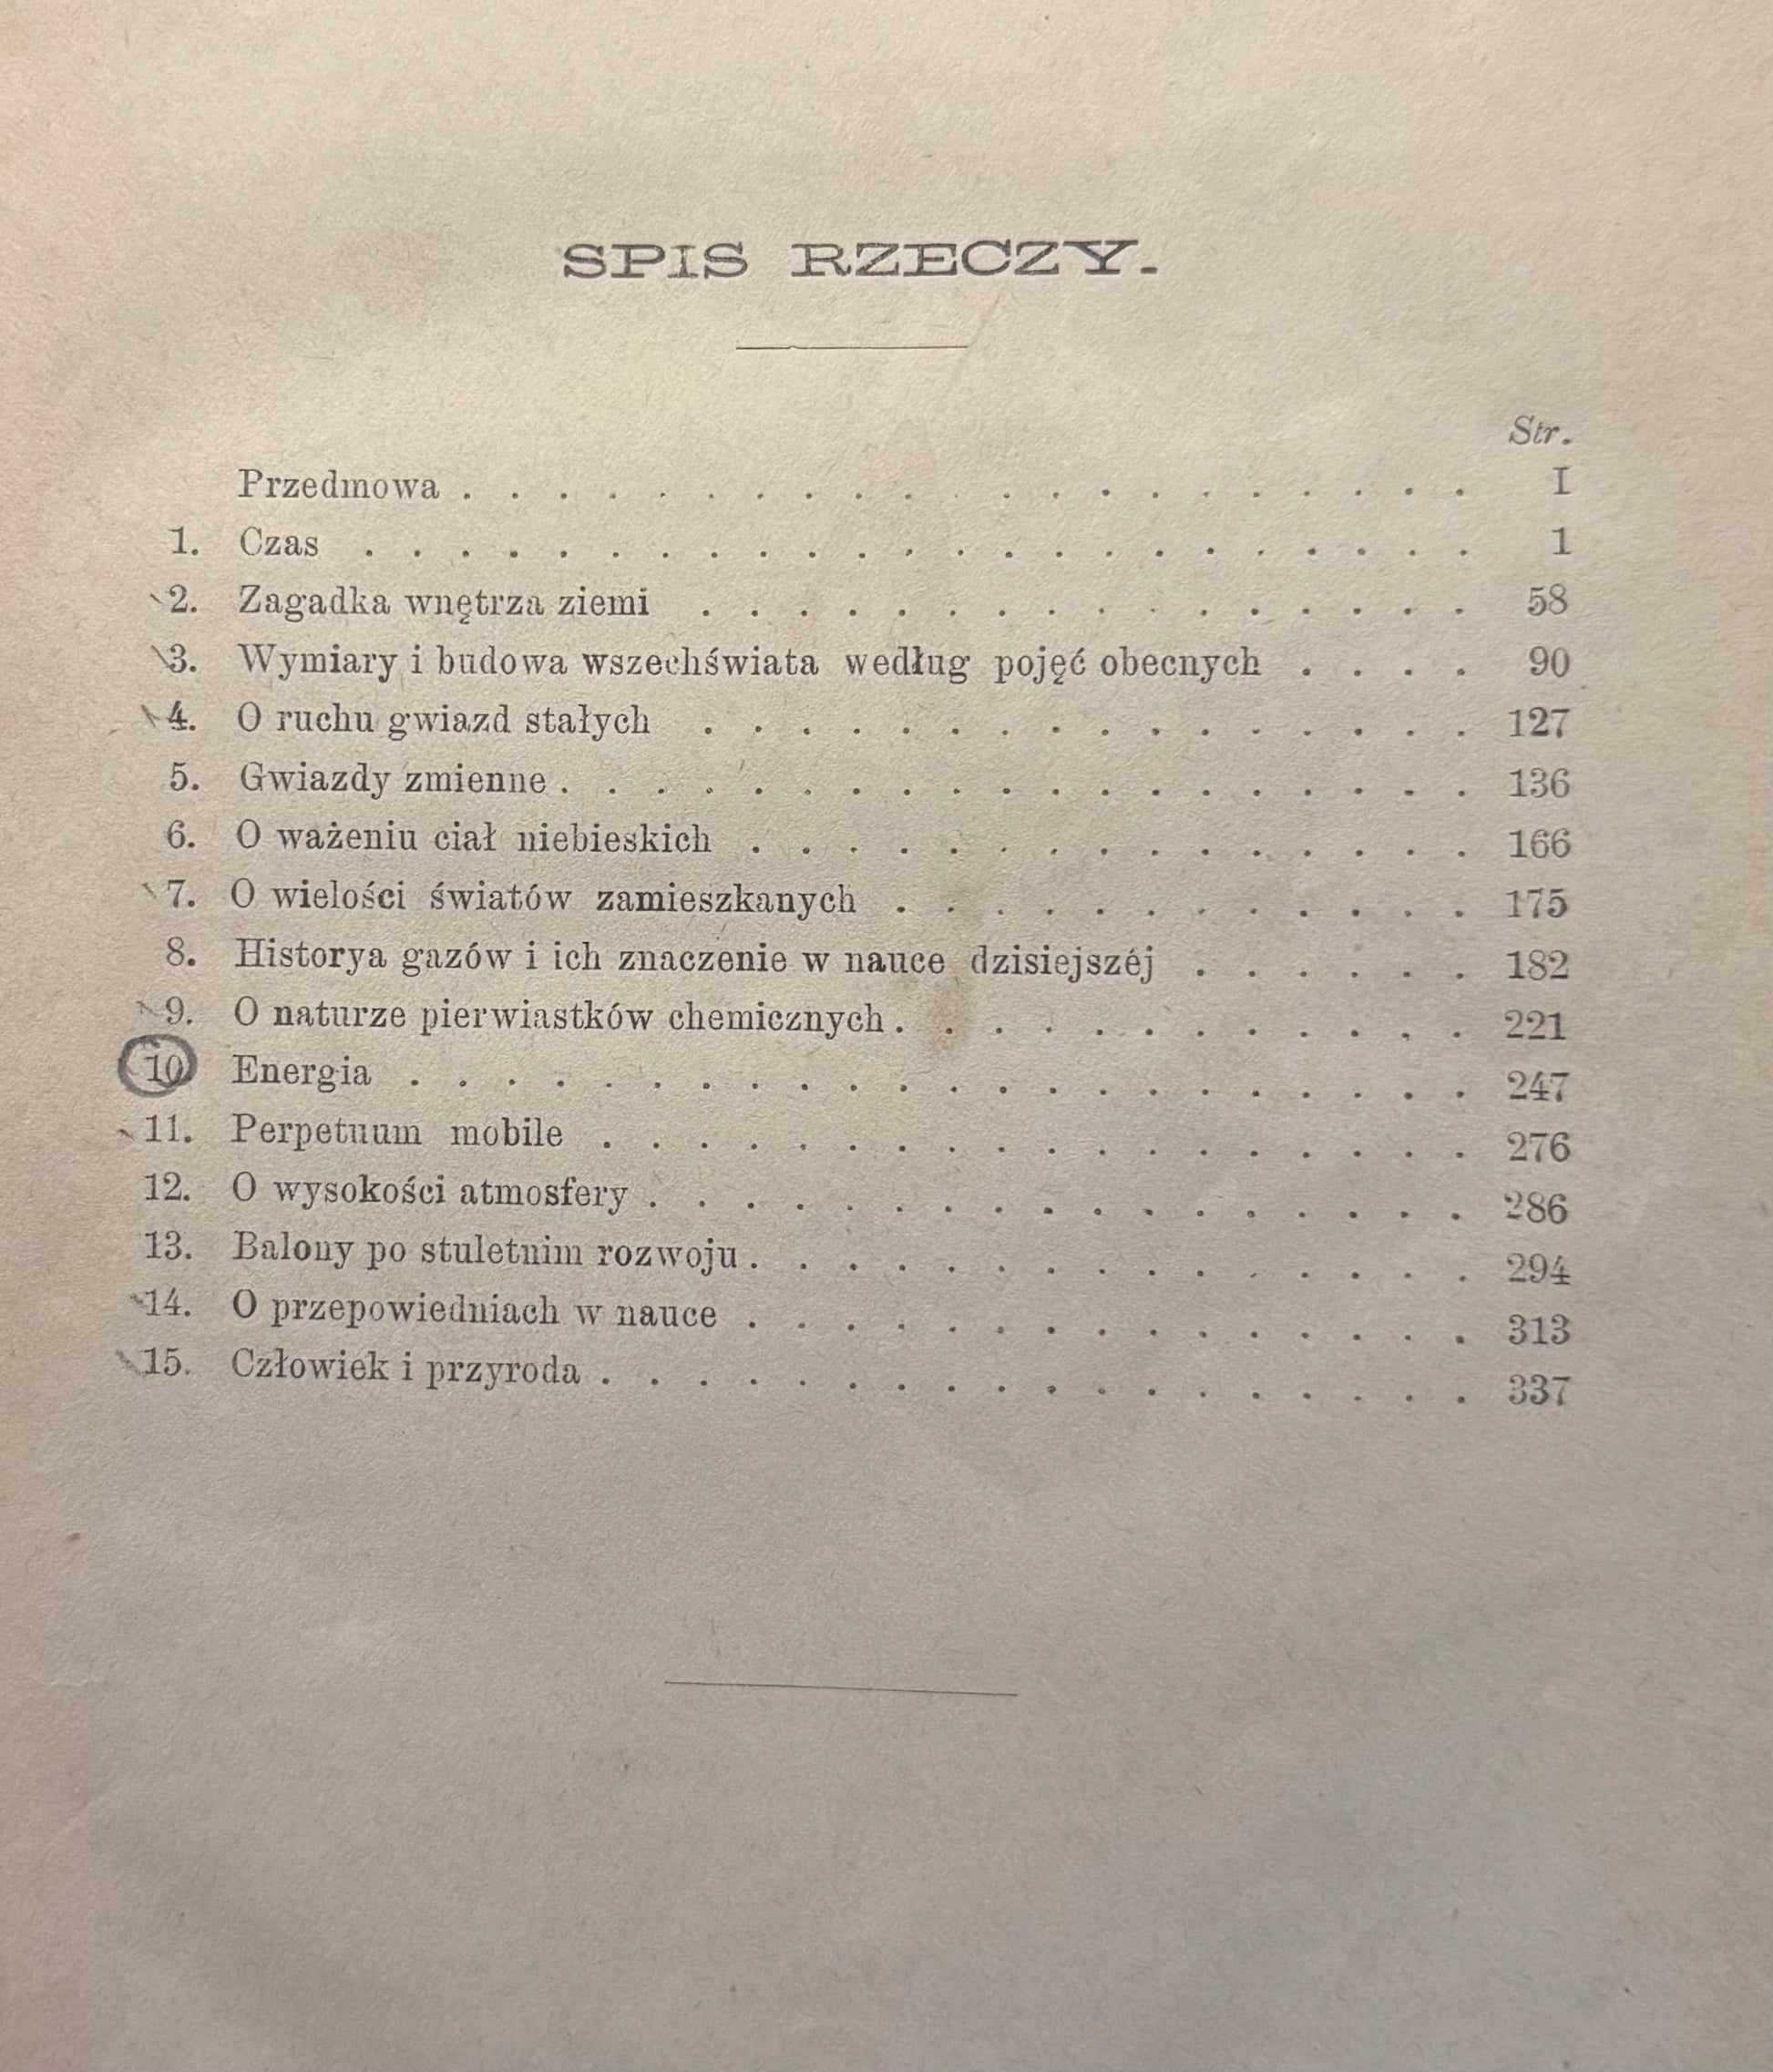 SPIS RZECZY.
Str.
Przedmowa . . . . . . . . . . . . . . . . . . . . . I
1. Czas . . . . . . . . . . . . . . . . . . . . . . . 1
2. Zagadka wnętrza ziemi . . . . . . . . . . . . . . . . 58
3. Wymiary i budowa wszechświata według pojęć obecnych . . . . 90
4. O ruchu gwiazd stałych . . . . . . . . . . . . . . . . 127
5. Gwiazdy zmienne . . . . . . . . . . . . . . . . . . . 136
6. O ważeniu ciał niebieskich . . . . . . . . . . . . . . . 166
7. O wielości światów zamieszkanych . . . . . . . . . . . . 175
8. Historya gazów i ich znaczenie w nauce dzisiejszéj . . . . . . 182
9. O naturze pierwiastków chemicznych . . . . . . . . . . . . 221
10 Energia . . . . . . . . . . . . . . . . . . . . . . 247
11. Perpetuum mobile . . . . . . . . . . . . . . . . . . 276
12. O wysokości atmosfery . . . . . . . . . . . . . . . . . 286
13. Balony po stuletnim rozwoju . . . . . . . . . . . . . . . 294
14. O przepowiedniach w nauce . . . . . . . . . . . . . . . 313
15. Człowiek i przyroda . . . . . . . . . . . . . . . . . . 337